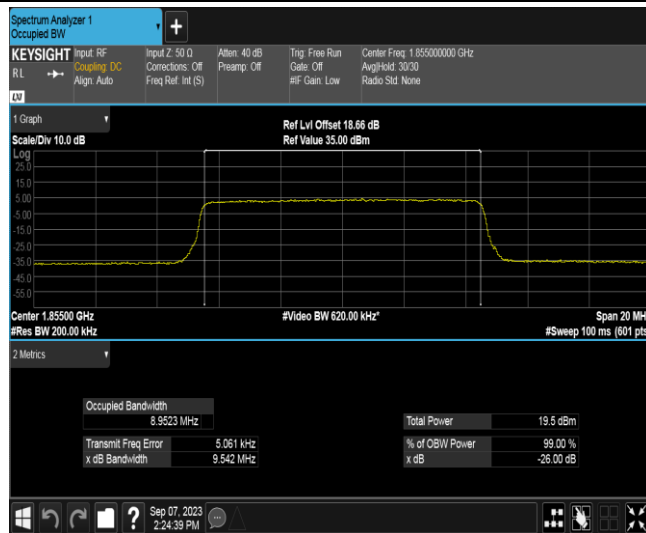 Spectrum Analyzer 1
Occupied BW
+
KEYSIGHT Input: RF Input Z: 50 Ω Atten: 40 dB Trig: Free Run Center Freq: 1.855000000 GHz
RL Coupling: DC Corrections: Off Preamp: Off Gate: Off Avg|Hold: 30/30
Align: Auto Freq Ref: Int (S) #IF Gain: Low Radio Std: None
LXI
1 Graph
Ref Lvl Offset 18.66 dB
Scale/Div 10.0 dB Ref Value 35.00 dBm
Log
25.0
15.0
5.00
-5.00
-15.0
-25.0
-35.0
-45.0
-55.0
Center 1.85500 GHz #Video BW 620.00 kHz* Span 20 MH
#Res BW 200.00 kHz #Sweep 100 ms (601 pts
2 Metrics
Occupied Bandwidth
8.9523 MHz Total Power 19.5 dBm
Transmit Freq Error 5.061 kHz % of OBW Power 99.00 %
x dB Bandwidth 9.542 MHz x dB -26.00 dB
? Sep 07, 2023
2:24:39 PM